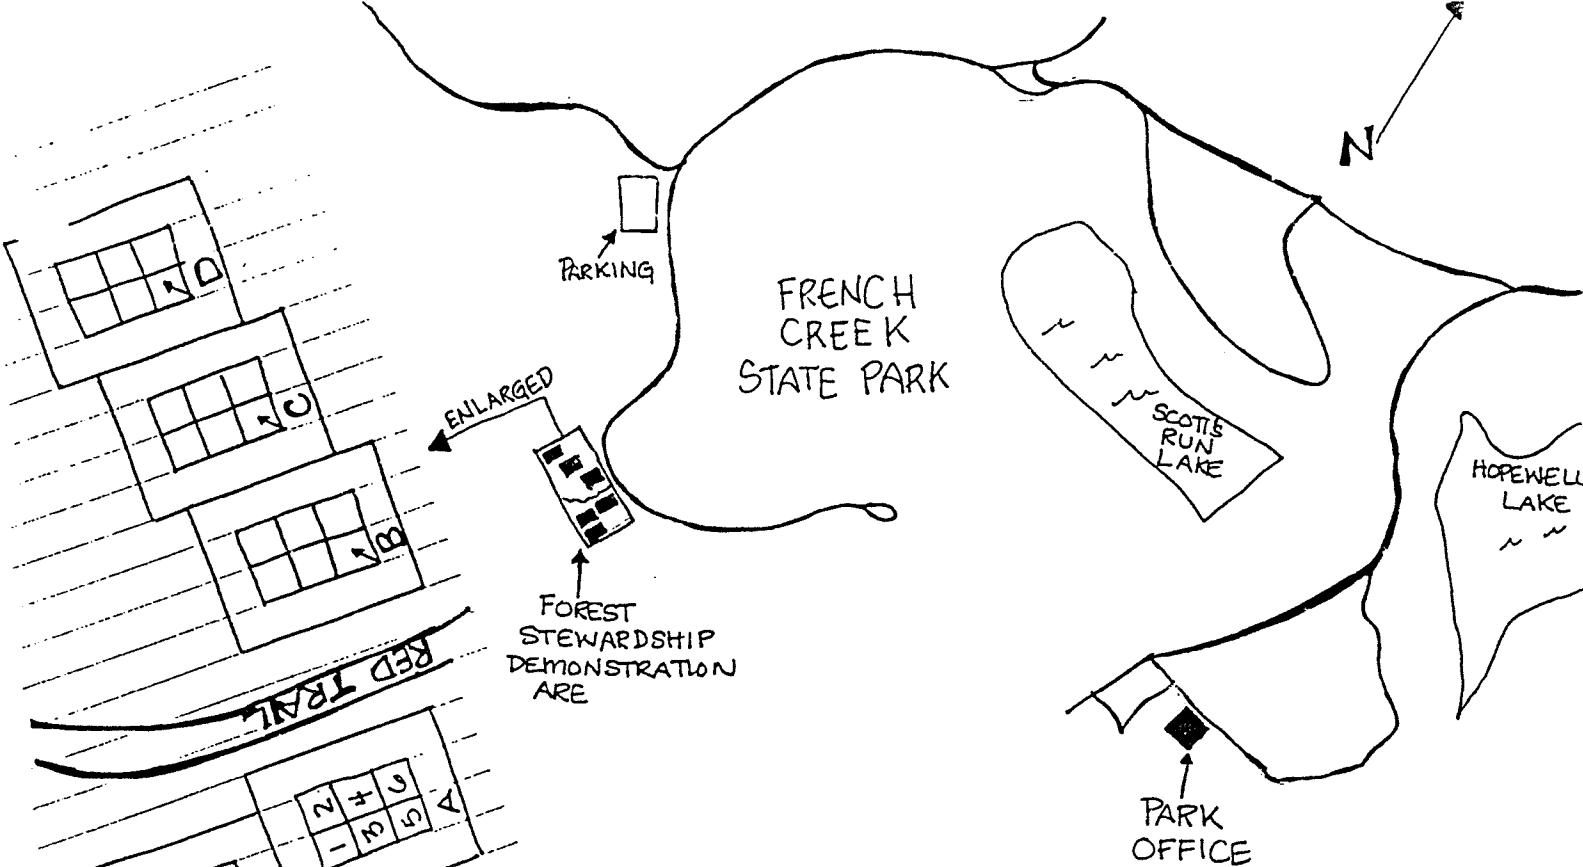 N
PARKING
FRENCH
CREEK
STATE PARK
ENLARGED
SCOTTS
RUN
LAKE
HOPEWELL
LAKE
FOREST
STEWARDSHIP
DEMONSTRATION
ARE
PARK
OFFICE
D
C
B
RED TRAIL
2 4 6
1 3 5
A